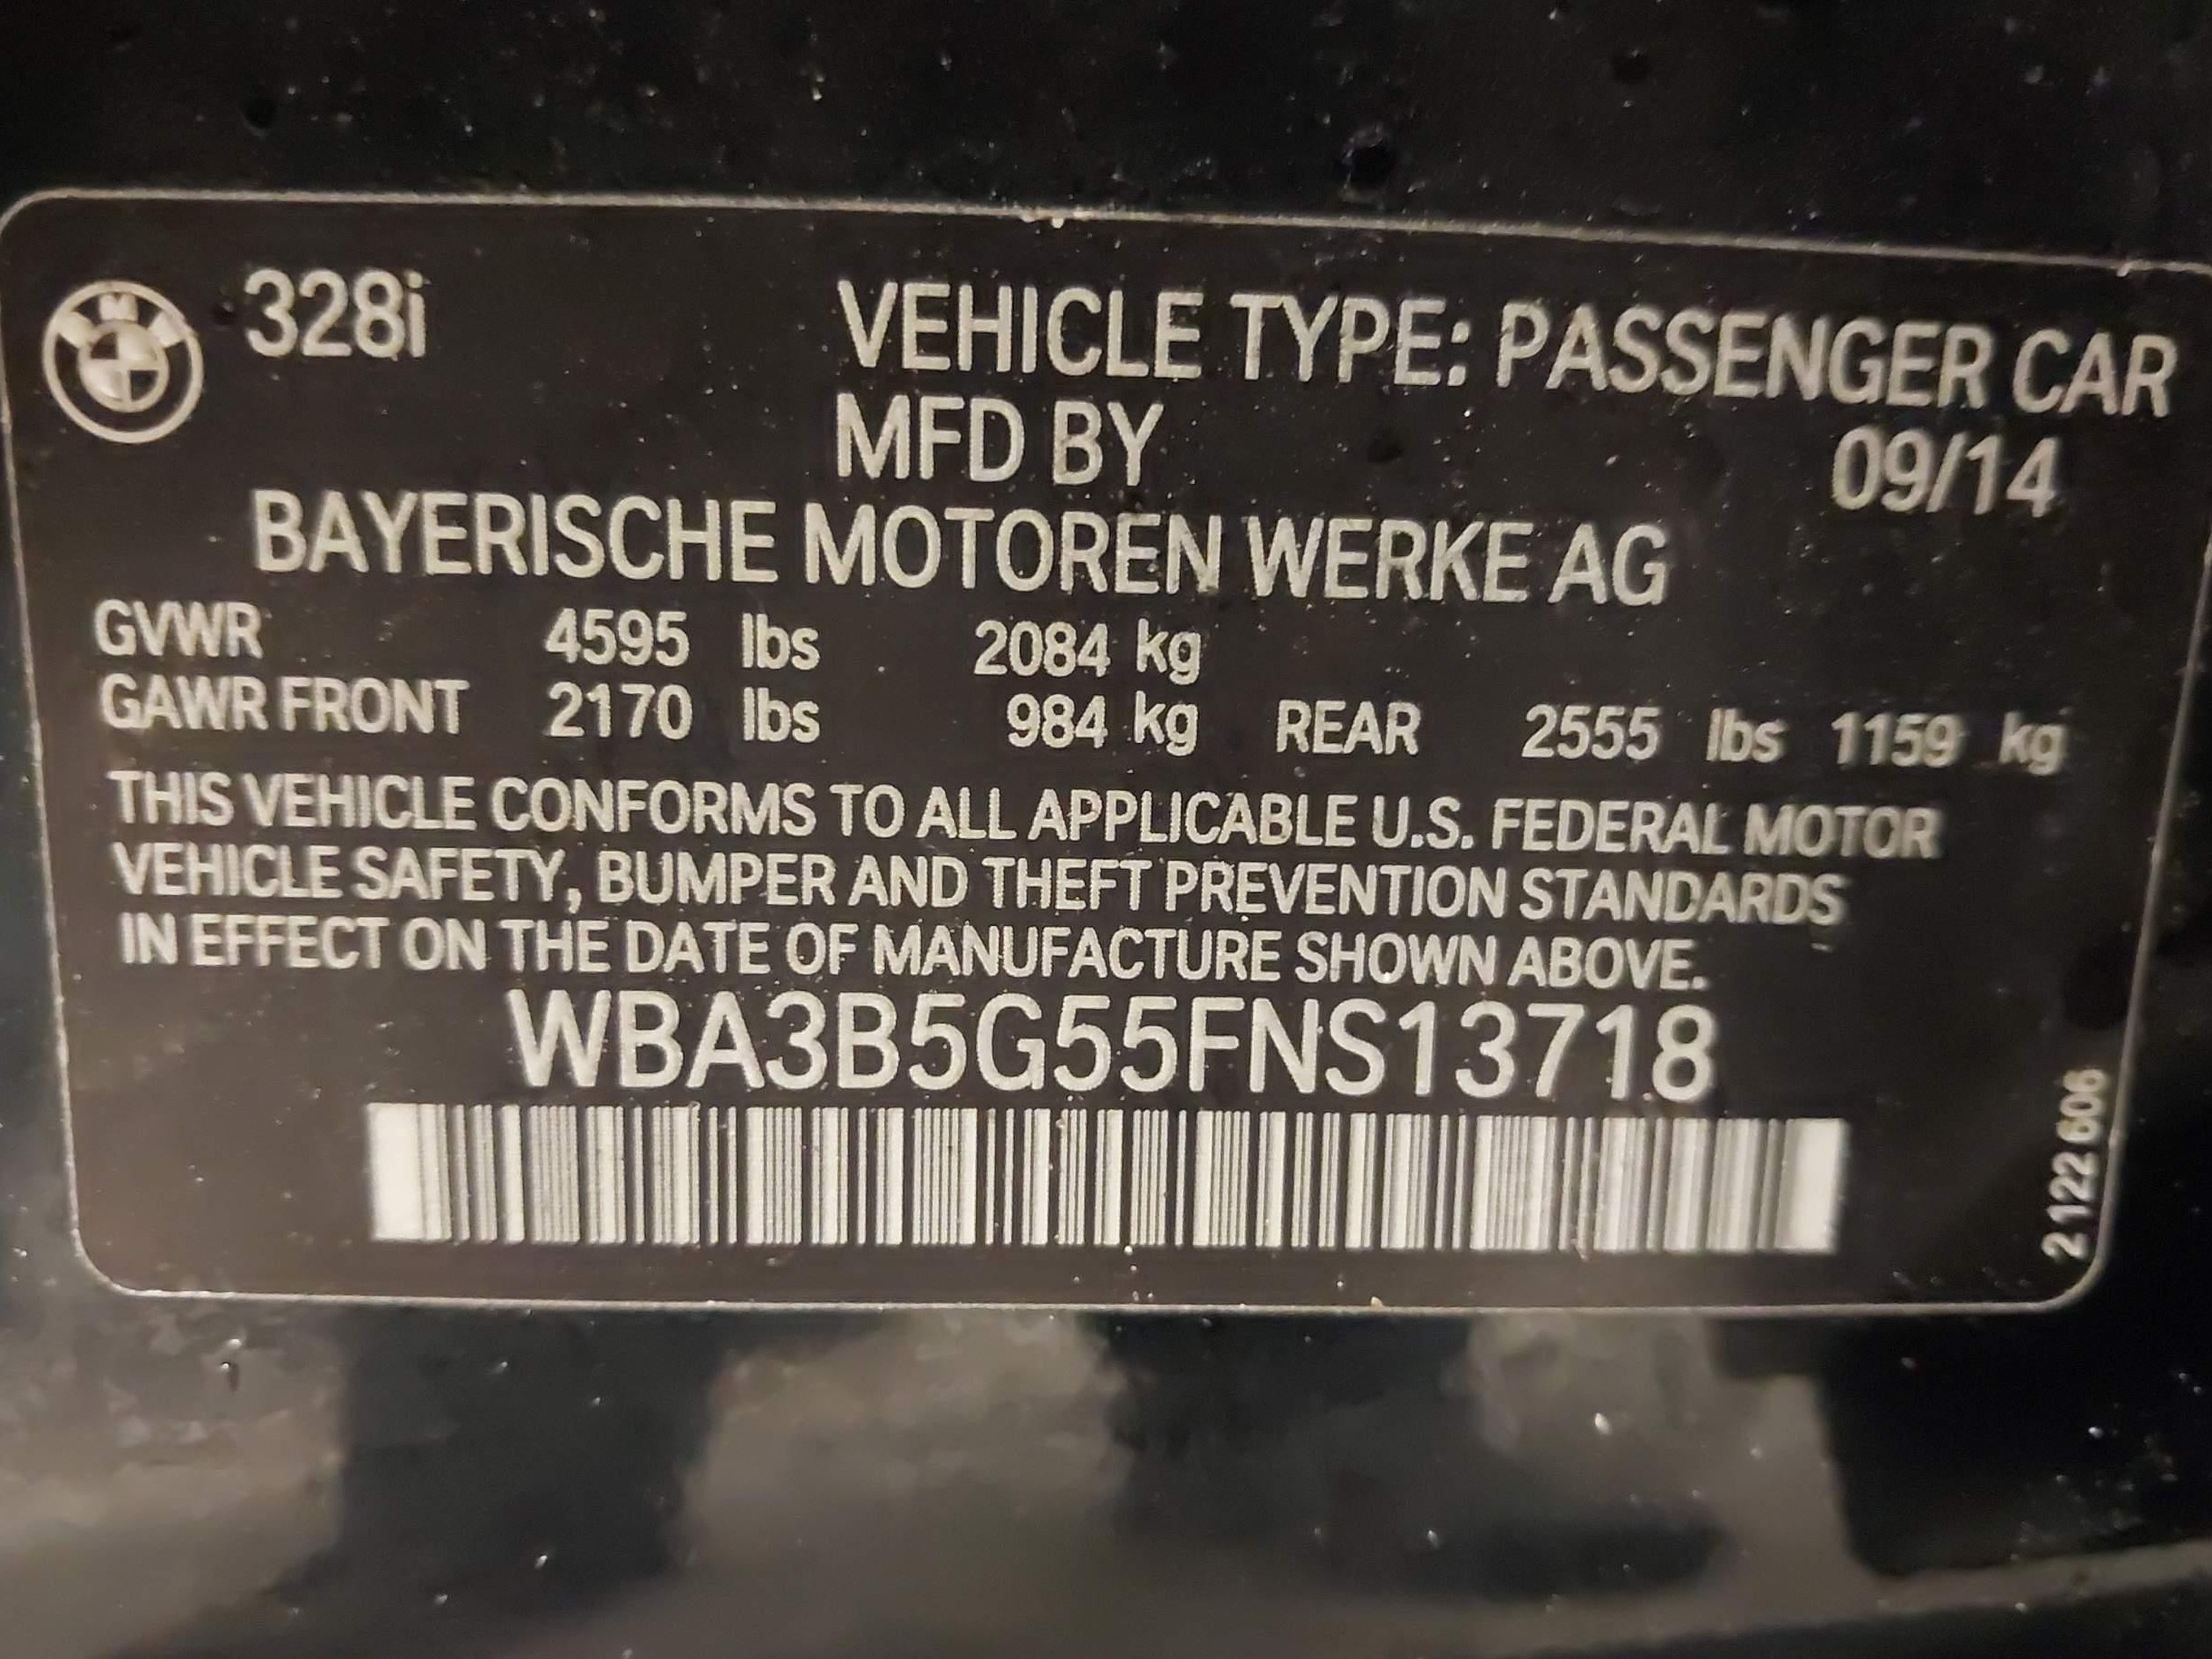 328i
VEHICLE TYPE: PASSENGER CAR
MFD BY
09/14
BAYERISCHE MOTOREN WERKE AG
GVWR 4595 lbs 2084 kg
GAWR FRONT 2170 lbs 984 kg REAR 2555 lbs 1159 kg
THIS VEHICLE CONFORMS TO ALL APPLICABLE U.S. FEDERAL MOTOR
VEHICLE SAFETY, BUMPER AND THEFT PREVENTION STANDARDS
IN EFFECT ON THE DATE OF MANUFACTURE SHOWN ABOVE.
WBA3B5G55FNS13718
2 122 606